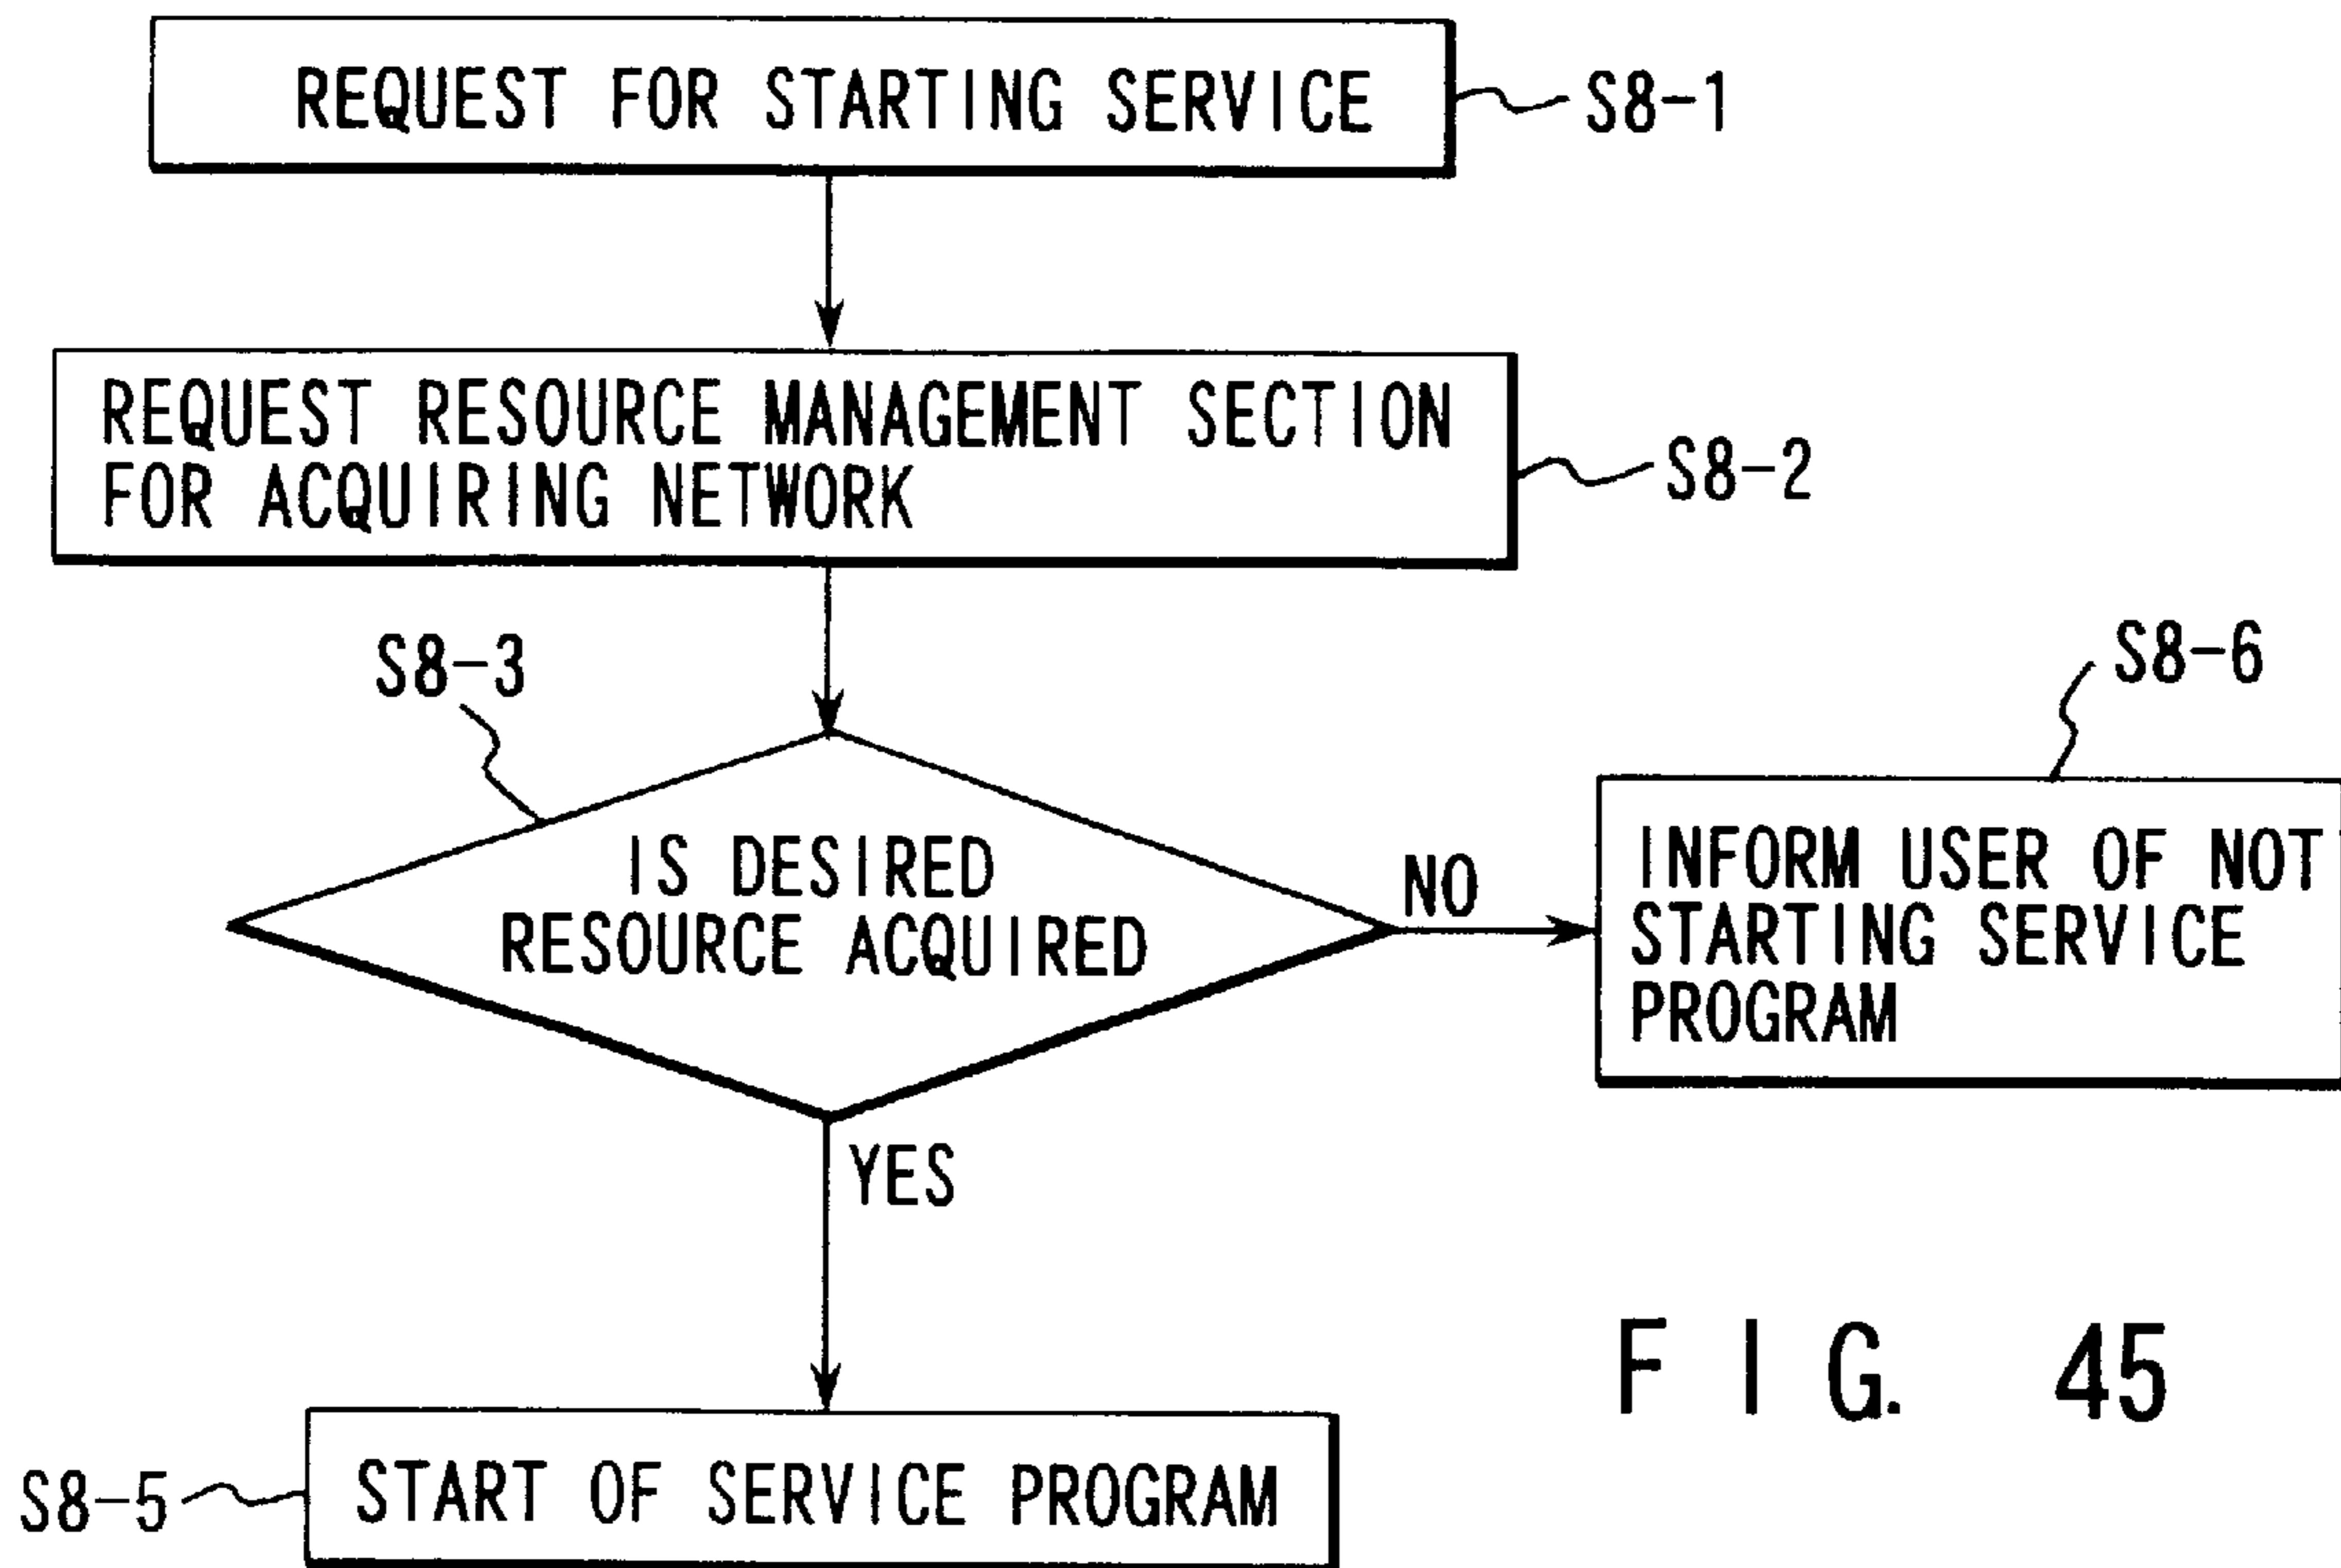 REQUEST FOR STARTING SERVICE
S8-1
REQUEST RESOURCE MANAGEMENT SECTION
FOR ACQUIRING NETWORK
S8-2
S8-3
IS DESIRED
RESOURCE ACQUIRED
NO
S8-6
INFORM USER OF NOT
STARTING SERVICE
PROGRAM
YES
S8-5
START OF SERVICE PROGRAM
FIG. 45